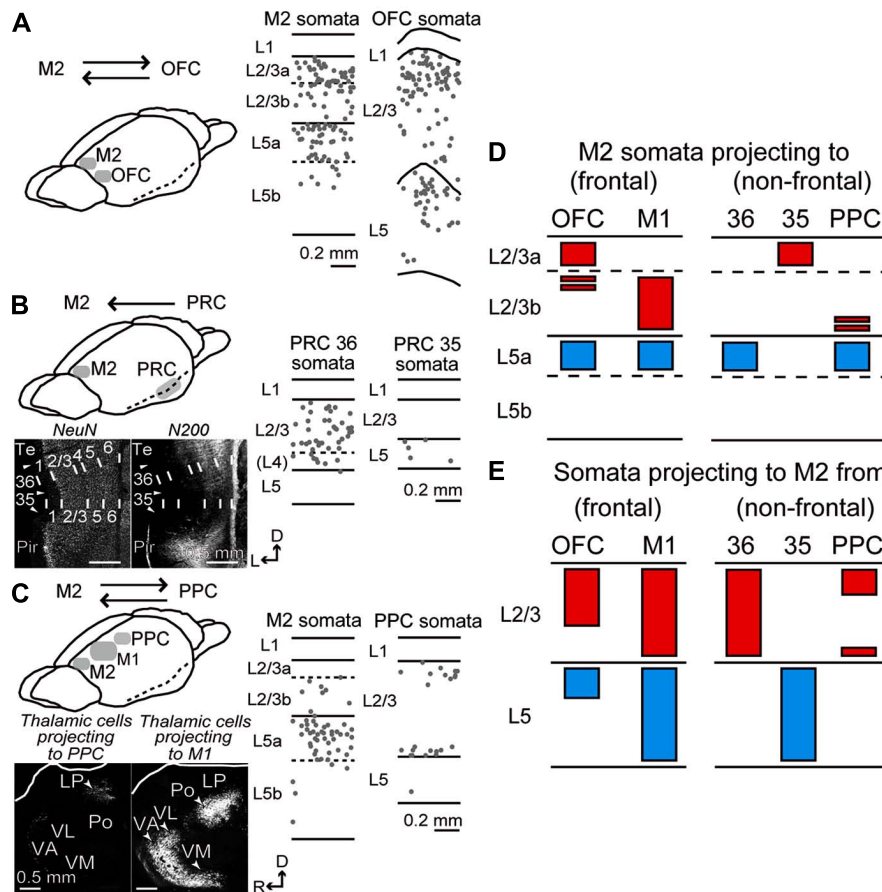 A
M2 OFC
M2
OFC
M2 somata OFC somata
L1
L2/3a
L2/3b
L5a
L5b
0.2 mm
L1
L2/3
L5
0.2 mm
B
M2 PRC
M2
PRC
NeuN N200
Te
36
35
Pir
1 2/3 4 5 6
1 2/3 5 6
Te
36
35
Pir
0.5 mm
L D
PRC 36 somata
PRC 35 somata
L1
L2/3
(L4)
L5
L1
L2/3
L5
0.2 mm
C
M2 PPC
PPC
M1
M2
Thalamic cells projecting to PPC
Thalamic cells projecting to M1
LP
Po
VL
VA
VM
0.5 mm
LP
Po
VL
VA
VM
R D
M2 somata PPC somata
L1
L2/3a
L2/3b
L5a
L5b
L1
L2/3
L5
0.2 mm
D
M2 somata projecting to
(frontal) (non-frontal)
OFC M1 36 35 PPC
L2/3a
L2/3b
L5a
L5b
E
Somata projecting to M2 from
(frontal) (non-frontal)
OFC M1 36 35 PPC
L2/3
L5